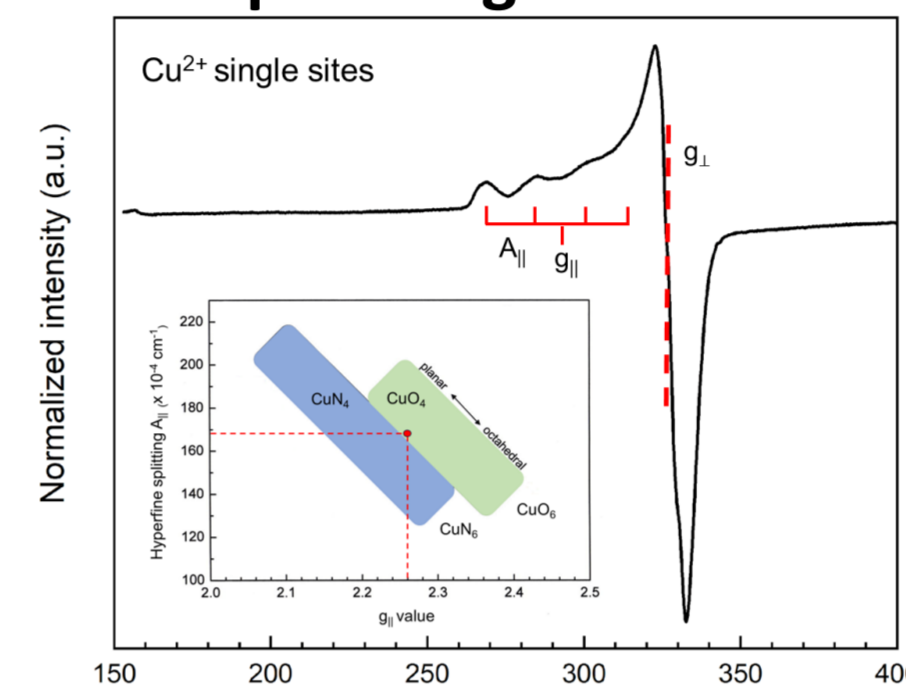 Cu²⁺ single sites
Normalized intensity (a.u.)
g⊥
A||
g||
220
200
180
160
140
120
100
Hyperfine splitting A|| (x 10⁻⁴ cm⁻¹)
CuN₄
CuO₄
planar
octahedral
CuO₆
CuN₆
2.0
2.1
2.2
2.3
2.4
2.5
g|| value
150
200
250
300
350